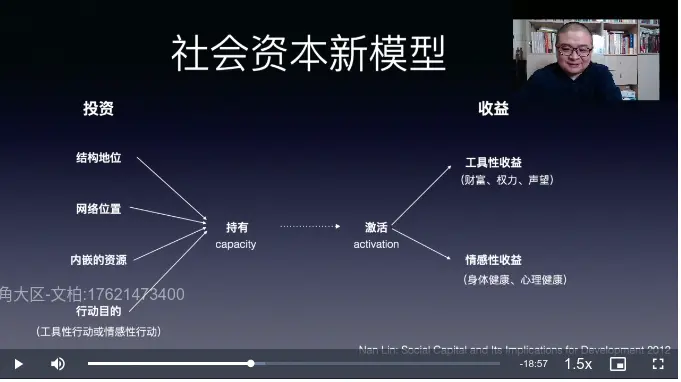 社会资本新模型
投资
收益
结构地位
工具性收益
（财富、权力、声望）
网络位置
持有
capacity
激活
activation
内嵌的资源
情感性收益
（身体健康、心理健康）
角大区-文柏:17621473400
行动目的
（工具性行动或情感性行动）
Nan Lin: Social Capital and Its Implications for Development 2012
-18:57
1.5x